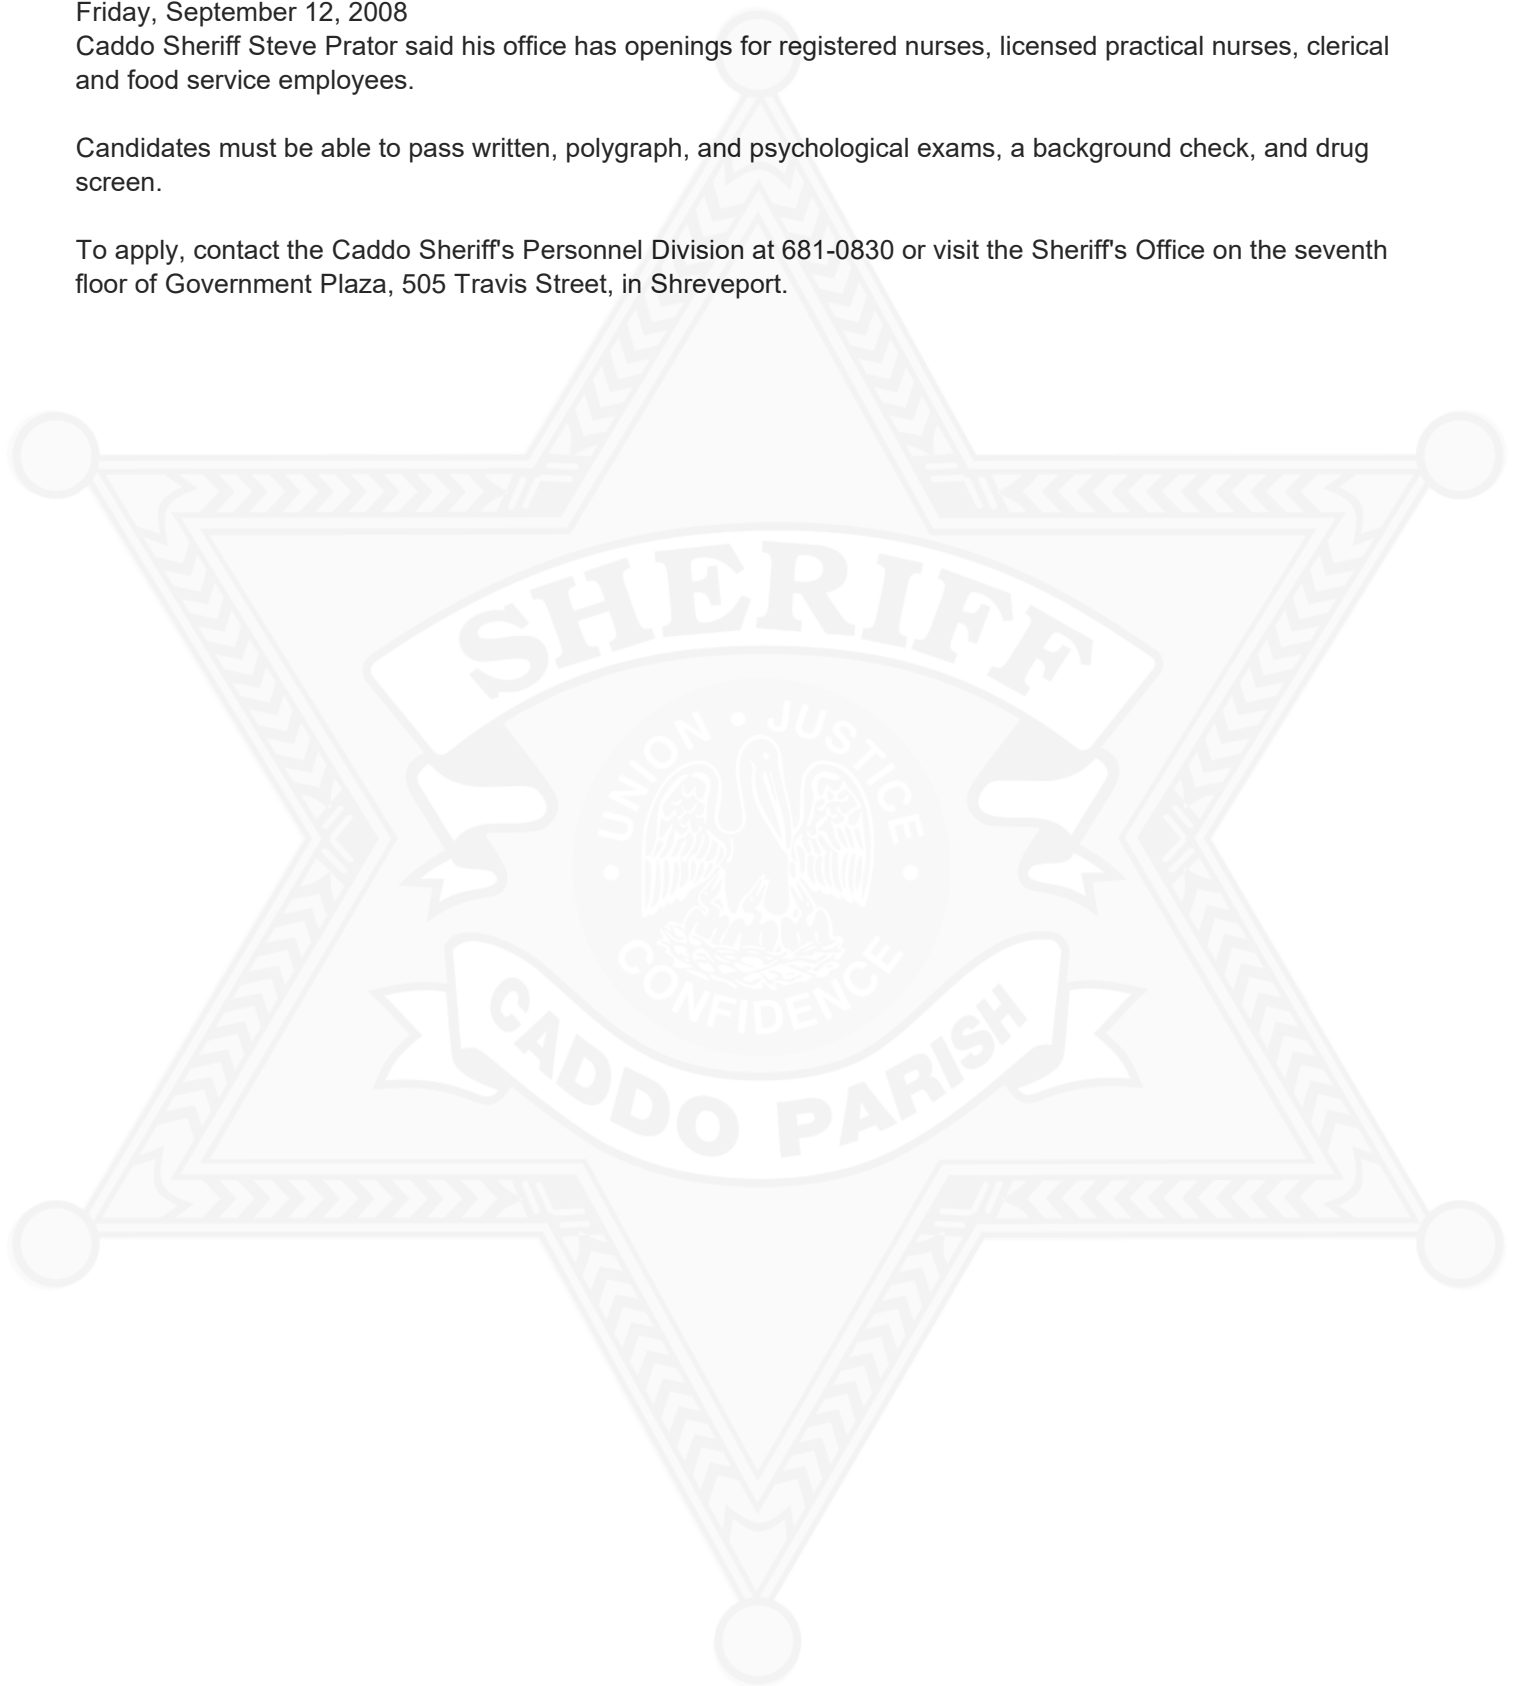 Friday, September 12, 2008
Caddo Sheriff Steve Prator said his office has openings for registered nurses, licensed practical nurses, clerical
and food service employees.
Candidates must be able to pass written, polygraph, and psychological exams, a background check, and drug
screen.
To apply, contact the Caddo Sheriff's Personnel Division at 681-0830 or visit the Sheriff's Office on the seventh
floor of Government Plaza, 505 Travis Street, in Shreveport.
SHERIFF
UNION • JUSTICE
• CONFIDENCE •
CADDO PARISH